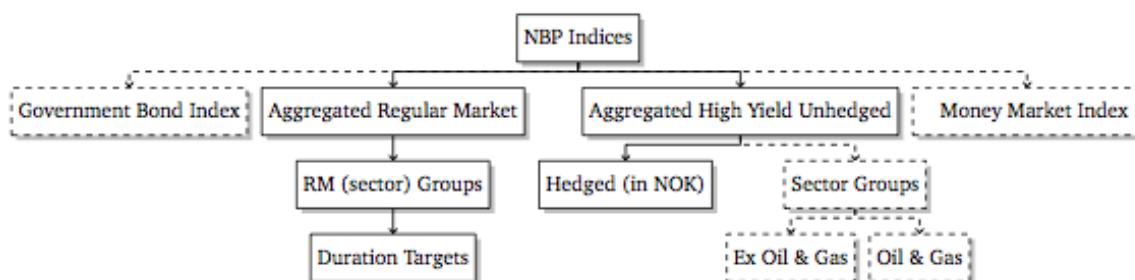 NBP Indices
Government Bond Index
Aggregated Regular Market
Aggregated High Yield Unhedged
Money Market Index
RM (sector) Groups
Hedged (in NOK)
Sector Groups
Duration Targets
Ex Oil & Gas
Oil & Gas